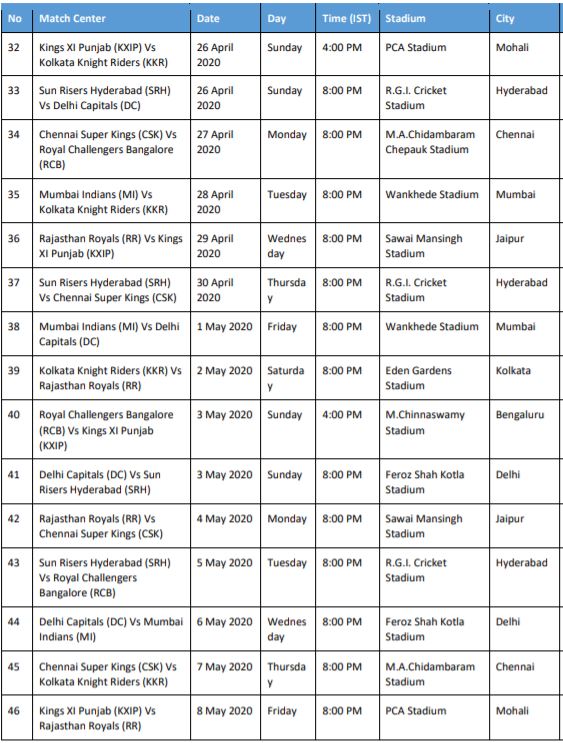 No Match Center Date Day Time (IST) Stadium City
32 Kings XI Punjab (KXIP) Vs 26 April Sunday 4:00 PM PCA Stadium Mohali
Kolkata Knight Riders (KKR) 2020
33 Sun Risers Hyderabad (SRH) 26 April Sunday 8:00 PM R.G.I. Cricket Hyderabad
Vs Delhi Capitals (DC) 2020 Stadium
34 Chennai Super Kings (CSK) Vs 27 April Monday 8:00 PM M.A.Chidambaram Chennai
Royal Challengers Bangalore 2020 Chepauk Stadium
(RCB)
35 Mumbai Indians (MI) Vs 28 April Tuesday 8:00 PM Wankhede Stadium Mumbai
Kolkata Knight Riders (KKR) 2020
36 Rajasthan Royals (RR) Vs Kings 29 April Wednes 8:00 PM Sawai Mansingh Jaipur
XI Punjab (KXIP) 2020 day Stadium
37 Sun Risers Hyderabad (SRH) 30 April Thursda 8:00 PM R.G.I. Cricket Hyderabad
Vs Chennai Super Kings (CSK) 2020 y Stadium
38 Mumbai Indians (MI) Vs Delhi 1 May 2020 Friday 8:00 PM Wankhede Stadium Mumbai
Capitals (DC)
39 Kolkata Knight Riders (KKR) Vs 2 May 2020 Saturda 8:00 PM Eden Gardens Kolkata
Rajasthan Royals (RR) y Stadium
40 Royal Challengers Bangalore 3 May 2020 Sunday 4:00 PM M.Chinnaswamy Bengaluru
(RCB) Vs Kings XI Punjab Stadium
(KXIP)
41 Delhi Capitals (DC) Vs Sun 3 May 2020 Sunday 8:00 PM Feroz Shah Kotla Delhi
Risers Hyderabad (SRH) Stadium
42 Rajasthan Royals (RR) Vs 4 May 2020 Monday 8:00 PM Sawai Mansingh Jaipur
Chennai Super Kings (CSK) Stadium
43 Sun Risers Hyderabad (SRH) 5 May 2020 Tuesday 8:00 PM R.G.I. Cricket Hyderabad
Vs Royal Challengers Stadium
Bangalore (RCB)
44 Delhi Capitals (DC) Vs Mumbai 6 May 2020 Wednes 8:00 PM Feroz Shah Kotla Delhi
Indians (MI) day Stadium
45 Chennai Super Kings (CSK) Vs 7 May 2020 Thursda 8:00 PM M.A.Chidambaram Chennai
Kolkata Knight Riders (KKR) y Stadium
46 Kings XI Punjab (KXIP) Vs 8 May 2020 Friday 8:00 PM PCA Stadium Mohali
Rajasthan Royals (RR)